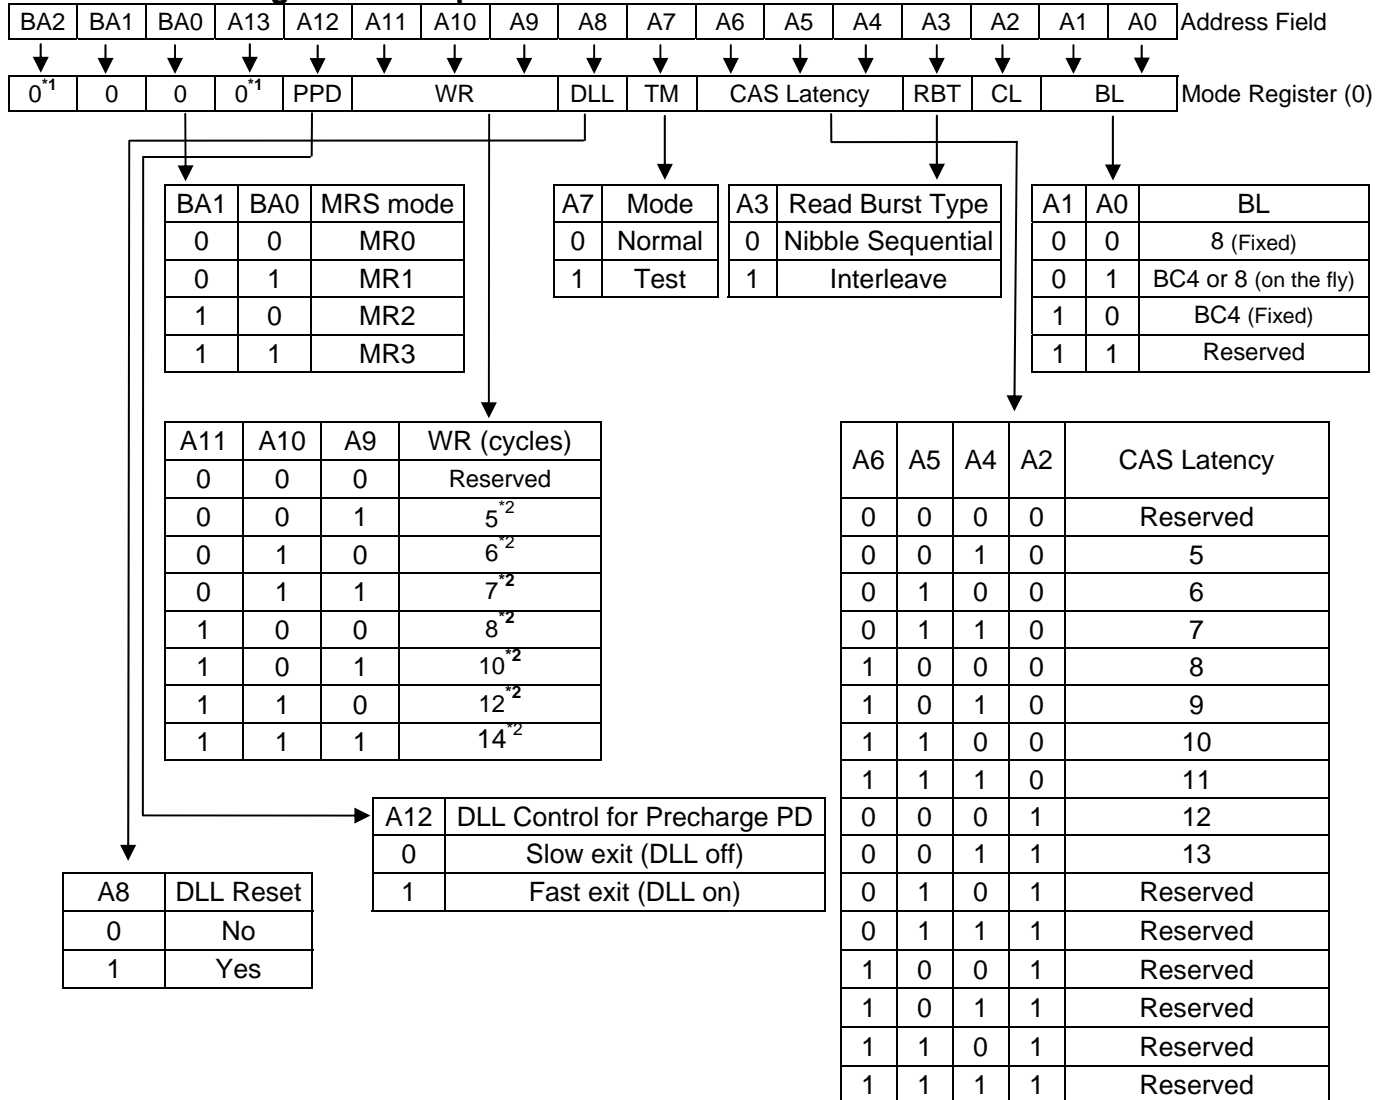 BA2 BA1 BA0 A13 A12 A11 A10 A9 A8 A7 A6 A5 A4 A3 A2 A1 A0 Address Field
0*1 0 0 0*1 PPD WR DLL TM CAS Latency RBT CL BL Mode Register (0)
BA1 BA0 MRS mode
0 0 MR0
0 1 MR1
1 0 MR2
1 1 MR3
A7 Mode
0 Normal
1 Test
A3 Read Burst Type
0 Nibble Sequential
1 Interleave
A1 A0 BL
0 0 8 (Fixed)
0 1 BC4 or 8 (on the fly)
1 0 BC4 (Fixed)
1 1 Reserved
A11 A10 A9 WR (cycles)
0 0 0 Reserved
0 0 1 5*2
0 1 0 6*2
0 1 1 7*2
1 0 0 8*2
1 0 1 10*2
1 1 0 12*2
1 1 1 14*2
A6 A5 A4 A2 CAS Latency
0 0 0 0 Reserved
0 0 1 0 5
0 1 0 0 6
0 1 1 0 7
1 0 0 0 8
1 0 1 0 9
1 1 0 0 10
1 1 1 0 11
0 0 0 1 12
0 0 1 1 13
0 1 0 1 Reserved
0 1 1 1 Reserved
1 0 0 1 Reserved
1 0 1 1 Reserved
1 1 0 1 Reserved
1 1 1 1 Reserved
A12 DLL Control for Precharge PD
0 Slow exit (DLL off)
1 Fast exit (DLL on)
A8 DLL Reset
0 No
1 Yes